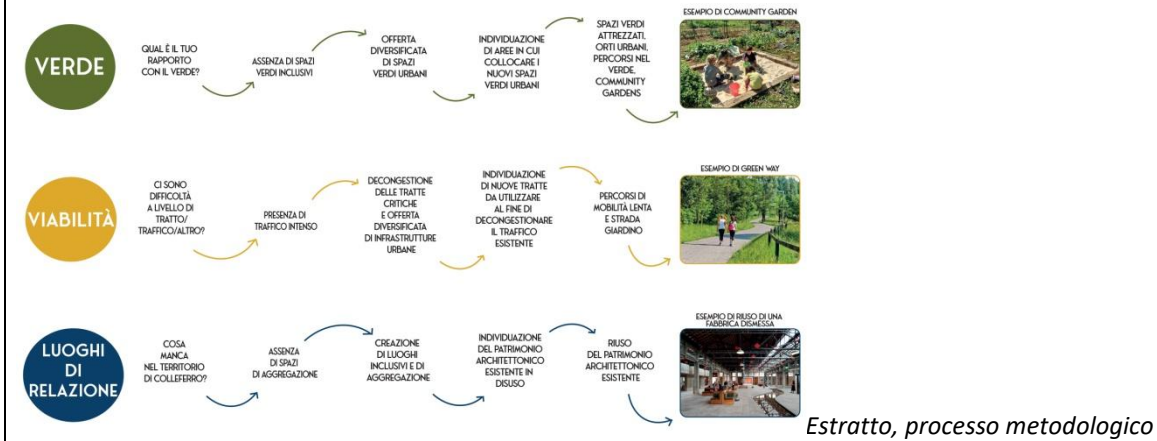 VERDE
QUAL È IL TUO
RAPPORTO
CON IL VERDE?
ASSENZA DI SPAZI
VERDI INCLUSIVI
OFFERTA
DIVERSIFICATA
DI SPAZI
VERDI URBANI
INDIVIDUAZIONE
DI AREE IN CUI
COLLOCARE I
NUOVI SPAZI
VERDI URBANI
SPAZI VERDI
ATTREZZATI,
ORTI URBANI,
PERCORSI NEL
VERDE,
COMMUNITY
GARDENS
ESEMPIO DI COMMUNITY GARDEN
VIABILITÀ
CI SONO
DIFFICOLTÀ
A LIVELLO DI
TRATTO/
TRAFFICO/ALTRO?
PRESENZA DI
TRAFFICO INTENSO
DECONGESTIONE
DELLE TRATTE
CRITICHE
E OFFERTA
DIVERSIFICATA
DI INFRASTRUTTURE
URBANE
INDIVIDUAZIONE
DI NUOVE TRATTE
DA UTILIZZARE
AL FINE DI
DECONGESTIONARE
IL TRAFFICO
ESISTENTE
PERCORSI DI
MOBILITÀ LENTA
E STRADA
GIARDINO
ESEMPIO DI GREEN WAY
LUOGHI
DI
RELAZIONE
COSA
MANCA
NEL TERRITORIO
DI COLLEFERRO?
ASSENZA
DI SPAZI
DI AGGREGAZIONE
CREAZIONE
DI LUOGHI
INCLUSIVI E DI
AGGREGAZIONE
INDIVIDUAZIONE
DEL PATRIMONIO
ARCHITETTONICO
ESISTENTE IN
DISUSO
RIUSO
DEL PATRIMONIO
ARCHITETTONICO
ESISTENTE
ESEMPIO DI RIUSO DI UNA
FABBRICA DISMESSA
Estratto, processo metodologico